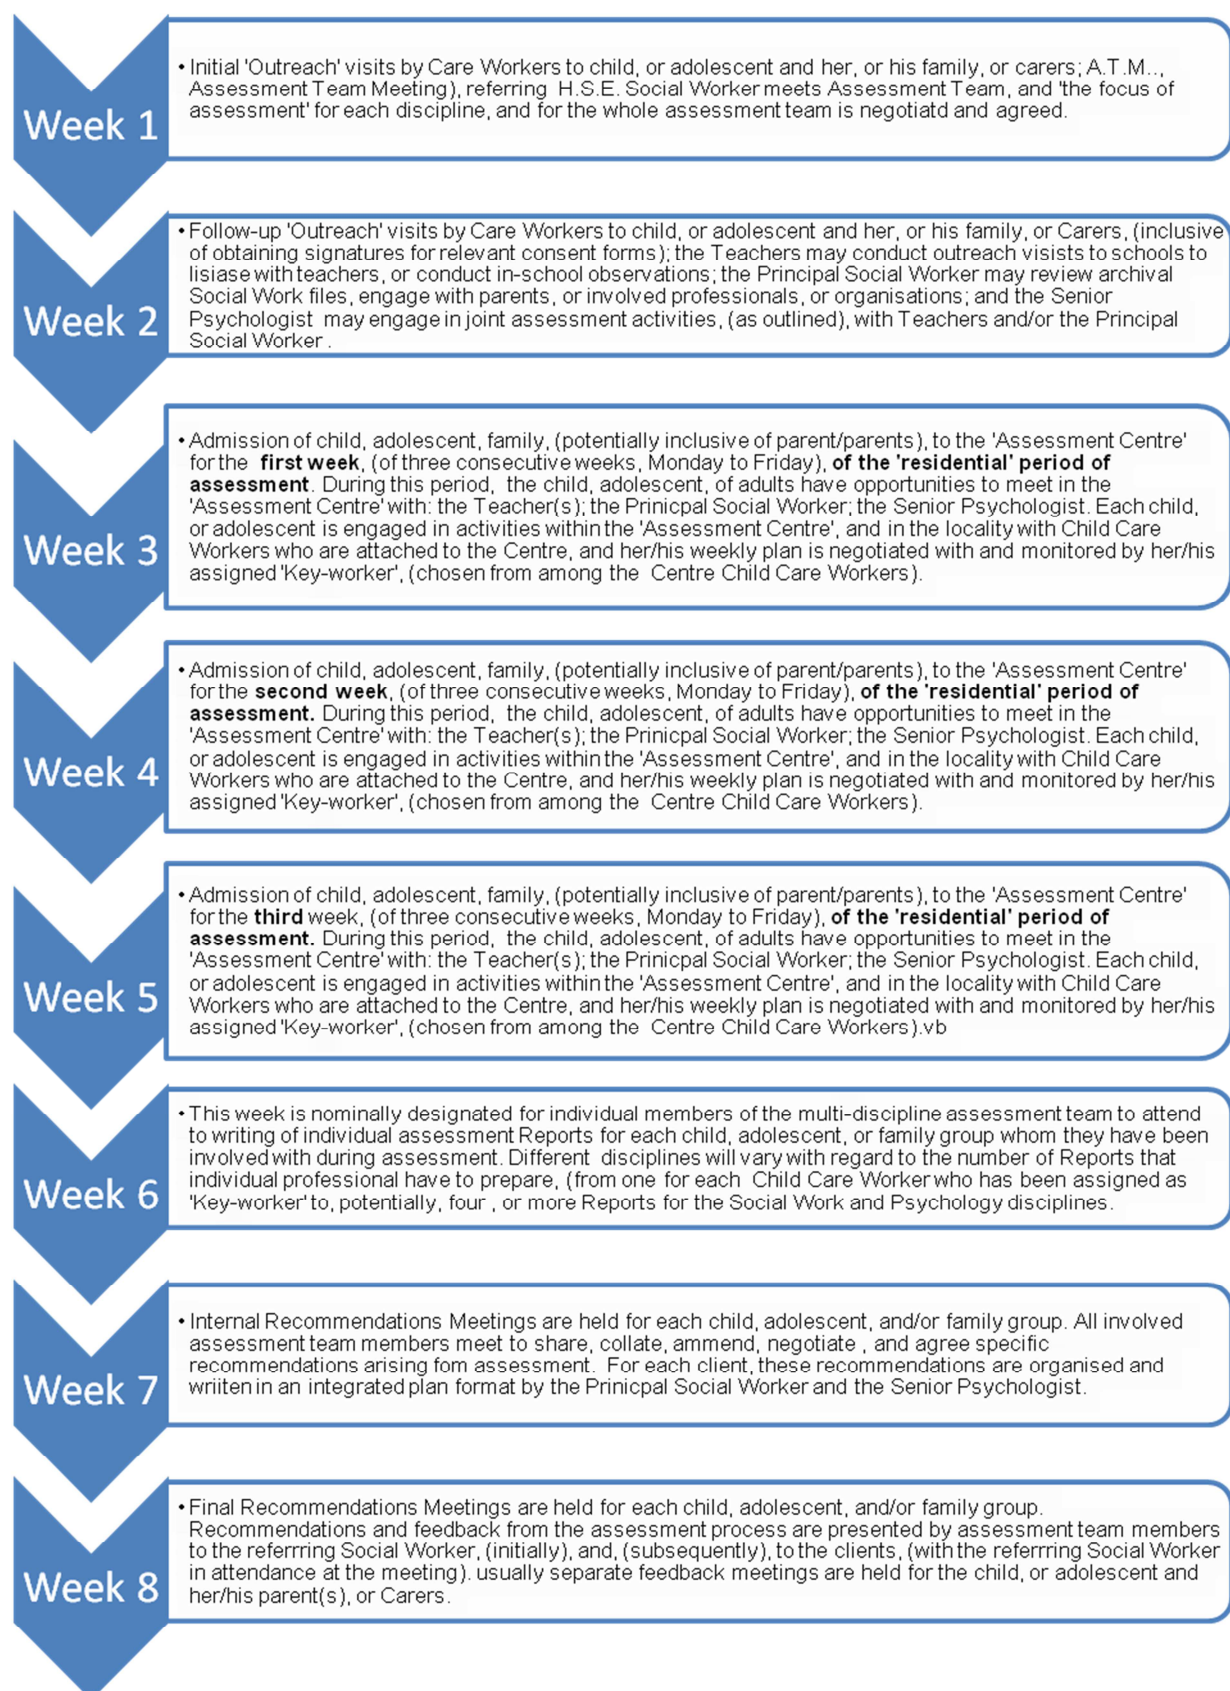 Week 1
• Initial 'Outreach' visits by Care Workers to child, or adolescent and her, or his family, or carers; A.T.M..,
Assessment Team Meeting), referring H.S.E. Social Worker meets Assessment Team, and 'the focus of
assessment' for each discipline, and for the whole assessment team is negotiatd and agreed.
Week 2
• Follow-up 'Outreach' visits by Care Workers to child, or adolescent and her, or his family, or Carers, (inclusive
of obtaining signatures for relevant consent forms); the Teachers may conduct outreach visists to schools to
lisiase with teachers, or conduct in-school observations; the Principal Social Worker may review archival
Social Work files, engage with parents, or involved professionals, or organisations; and the Senior
Psychologist may engage in joint assessment activities, (as outlined), with Teachers and/or the Principal
Social Worker .
Week 3
• Admission of child, adolescent, family, (potentially inclusive of parent/parents), to the 'Assessment Centre'
for the first week, (of three consecutive weeks, Monday to Friday), of the 'residential' period of
assessment. During this period, the child, adolescent, of adults have opportunities to meet in the
'Assessment Centre' with: the Teacher(s); the Prinicpal Social Worker; the Senior Psychologist. Each child,
or adolescent is engaged in activities within the 'Assessment Centre', and in the locality with Child Care
Workers who are attached to the Centre, and her/his weekly plan is negotiated with and monitored by her/his
assigned 'Key-worker', (chosen from among the Centre Child Care Workers).
Week 4
• Admission of child, adolescent, family, (potentially inclusive of parent/parents), to the 'Assessment Centre'
for the second week, (of three consecutive weeks, Monday to Friday), of the 'residential' period of
assessment. During this period, the child, adolescent, of adults have opportunities to meet in the
'Assessment Centre' with: the Teacher(s); the Prinicpal Social Worker; the Senior Psychologist. Each child,
or adolescent is engaged in activities within the 'Assessment Centre', and in the locality with Child Care
Workers who are attached to the Centre, and her/his weekly plan is negotiated with and monitored by her/his
assigned 'Key-worker', (chosen from among the Centre Child Care Workers).
Week 5
• Admission of child, adolescent, family, (potentially inclusive of parent/parents), to the 'Assessment Centre'
for the third week, (of three consecutive weeks, Monday to Friday), of the 'residential' period of
assessment. During this period, the child, adolescent, of adults have opportunities to meet in the
'Assessment Centre' with: the Teacher(s); the Prinicpal Social Worker; the Senior Psychologist. Each child,
or adolescent is engaged in activities within the 'Assessment Centre', and in the locality with Child Care
Workers who are attached to the Centre, and her/his weekly plan is negotiated with and monitored by her/his
assigned 'Key-worker', (chosen from among the Centre Child Care Workers).vb
Week 6
• This week is nominally designated for individual members of the multi-discipline assessment team to attend
to writing of individual assessment Reports for each child, adolescent, or family group whom they have been
involved with during assessment. Different disciplines will vary with regard to the number of Reports that
individual professional have to prepare, (from one for each Child Care Worker who has been assigned as
'Key-worker' to, potentially, four , or more Reports for the Social Work and Psychology disciplines.
Week 7
• Internal Recommendations Meetings are held for each child, adolescent, and/or family group. All involved
assessment team members meet to share, collate, ammend, negotiate , and agree specific
recommendations arising fom assessment. For each client, these recommendations are organised and
wriiten in an integrated plan format by the Prinicpal Social Worker and the Senior Psychologist.
Week 8
• Final Recommendations Meetings are held for each child, adolescent, and/or family group.
Recommendations and feedback from the assessment process are presented by assessment team members
to the referrring Social Worker, (initially), and, (subsequently), to the clients, (with the referrring Social Worker
in attendance at the meeting). usually separate feedback meetings are held for the child, or adolescent and
her/his parent(s), or Carers.